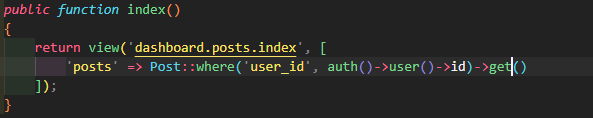 public function index()
{
    return view('dashboard.posts.index', [
        'posts' => Post::where('user_id', auth()->user()->id)->get()
    ]);
}